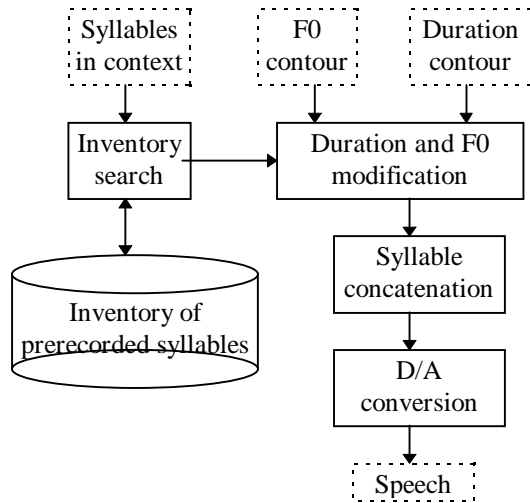 Syllables
in context
F0
contour
Duration
contour
Inventory
search
Duration and F0
modification
Inventory of
prerecorded syllables
Syllable
concatenation
D/A
conversion
Speech